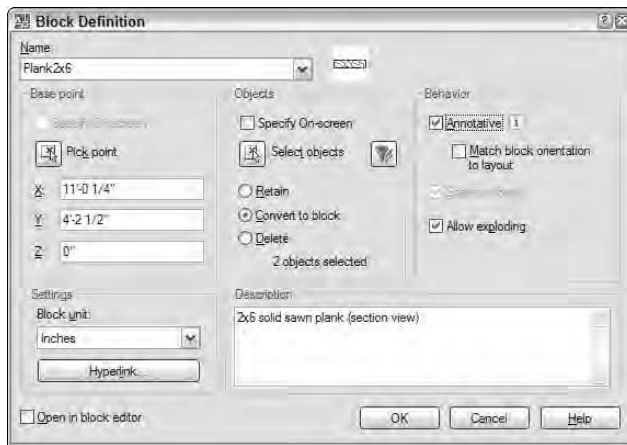 Block Definition
Name:
Plank2x6
Base point
Specify On-screen
Pick point
X: 11'-0 1/4"
Y: 4'-2 1/2"
Z: 0"
Objects
Specify On-screen
Select objects
Retain
Convert to block
Delete
2 objects selected
Behavior
Annotative
Match block orientation
to layout
Allow exploding
Settings
Block unit:
Inches
Hyperlink...
Description
2x6 solid sawn plank (section view)
Open in block editor
OK
Cancel
Help